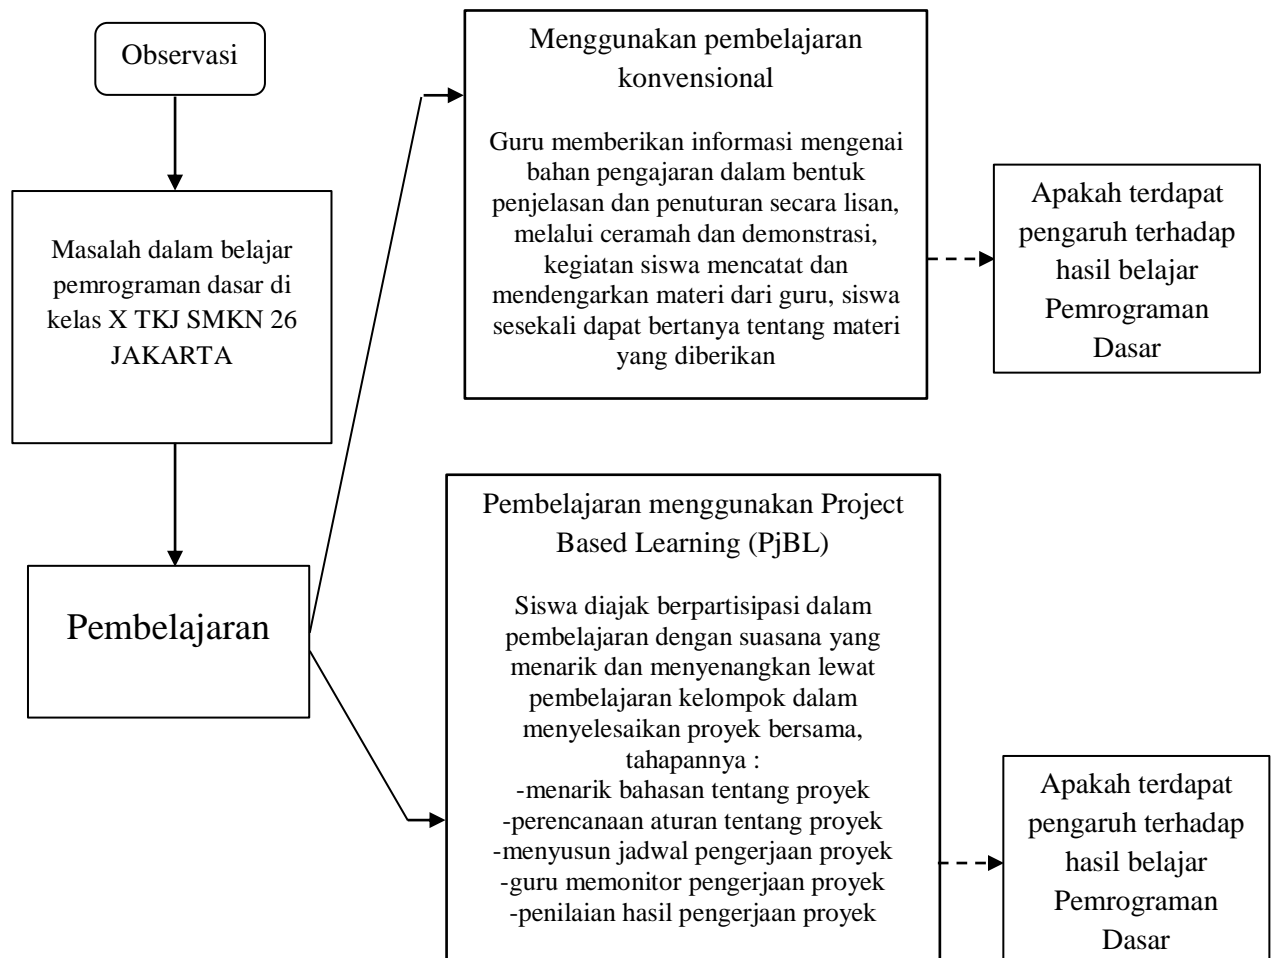 Observasi
Masalah dalam belajar
pemrograman dasar di
kelas X TKJ SMKN 26
JAKARTA
Pembelajaran
Menggunakan pembelajaran
konvensional
Guru memberikan informasi mengenai
bahan pengajaran dalam bentuk
penjelasan dan penuturan secara lisan,
melalui ceramah dan demonstrasi,
kegiatan siswa mencatat dan
mendengarkan materi dari guru, siswa
sesekali dapat bertanya tentang materi
yang diberikan
Apakah terdapat
pengaruh terhadap
hasil belajar
Pemrograman
Dasar
Pembelajaran menggunakan Project
Based Learning (PjBL)
Siswa diajak berpartisipasi dalam
pembelajaran dengan suasana yang
menarik dan menyenangkan lewat
pembelajaran kelompok dalam
menyelesaikan proyek bersama,
tahapannya :
-menarik bahasan tentang proyek
-perencanaan aturan tentang proyek
-menyusun jadwal pengerjaan proyek
-guru memonitor pengerjaan proyek
-penilaian hasil pengerjaan proyek
Apakah terdapat
pengaruh terhadap
hasil belajar
Pemrograman
Dasar